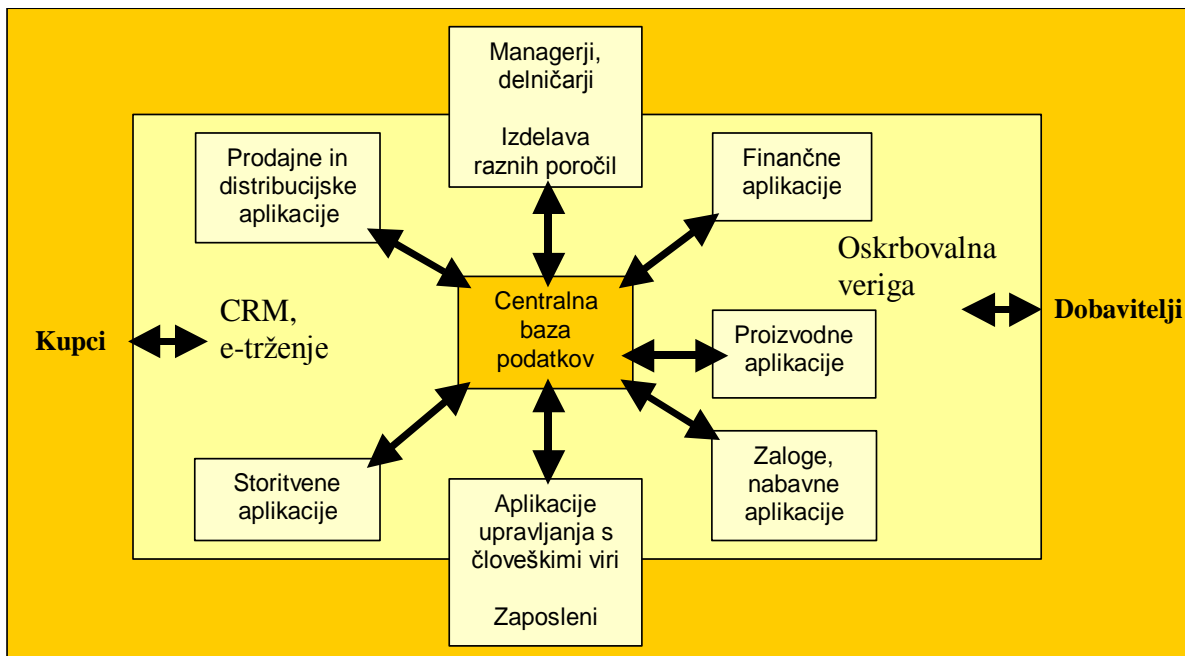 Managerji,
delničarji
Izdelava
raznih poročil
Prodajne in
distribucijske
aplikacije
Finančne
aplikacije
Oskrbovalna
veriga
Centralna
baza
podatkov
CRM,
e-trženje
Kupci
Dobavitelji
Proizvodne
aplikacije
Storitvene
aplikacije
Aplikacije
upravljanja s
človeškimi viri
Zaposleni
Zaloge,
nabavne
aplikacije